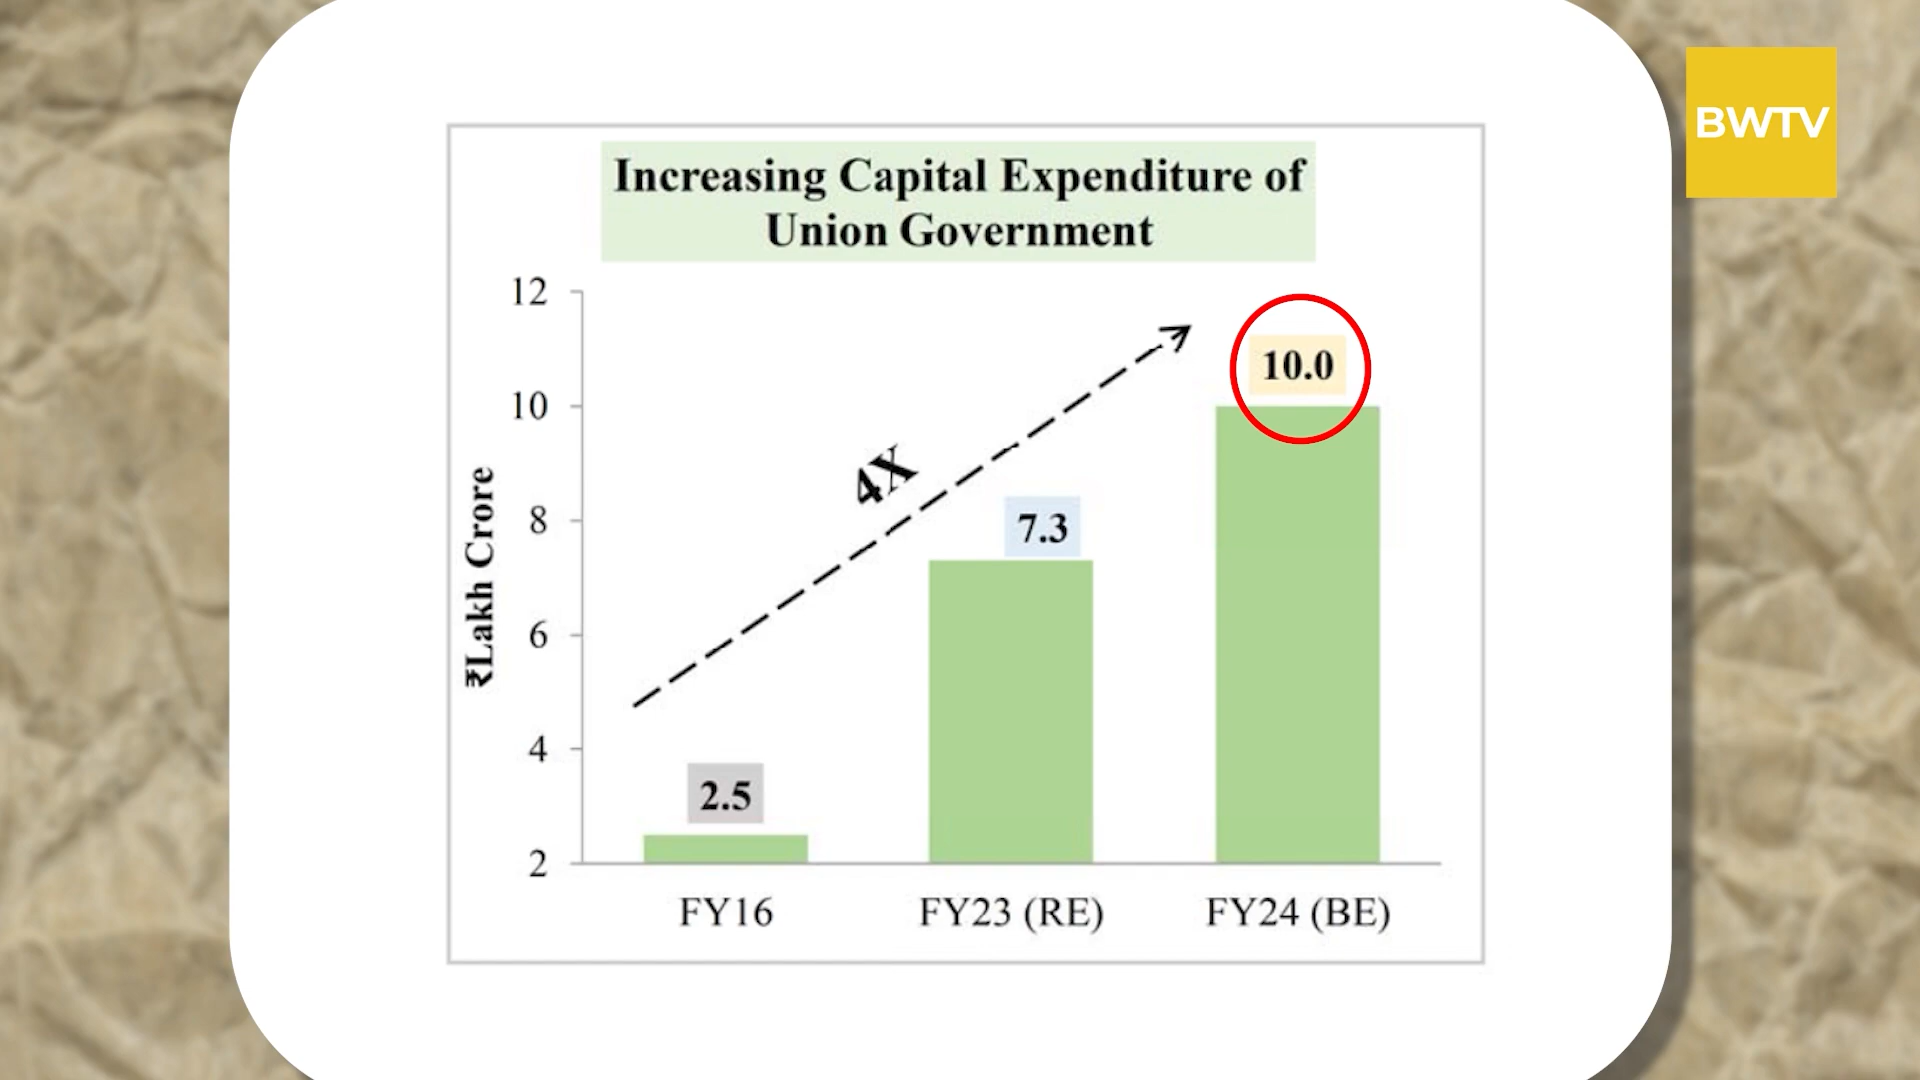 BWTV
Increasing Capital Expenditure of
Union Government
12
10
8
6
4
2
₹Lakh Crore
4X
2.5
7.3
10.0
FY16
FY23 (RE)
FY24 (BE)